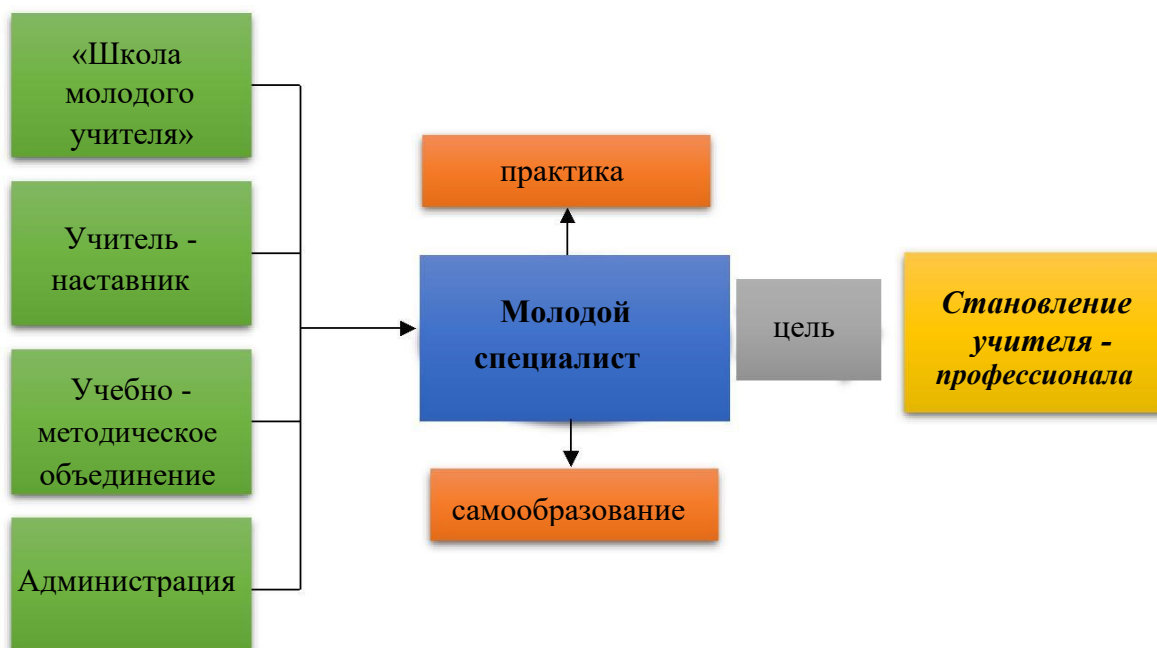 «Школа
молодого
учителя»
Учитель -
наставник
Учебно -
методическое
объединение
Администрация
практика
Молодой
специалист
самообразование
цель
Становление
учителя -
профессионала